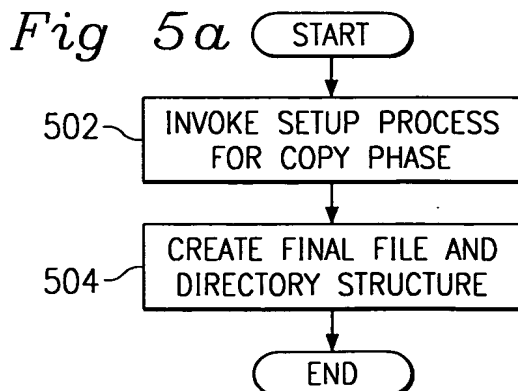 Fig 5a
START
502
INVOKE SETUP PROCESS
FOR COPY PHASE
504
CREATE FINAL FILE AND
DIRECTORY STRUCTURE
END